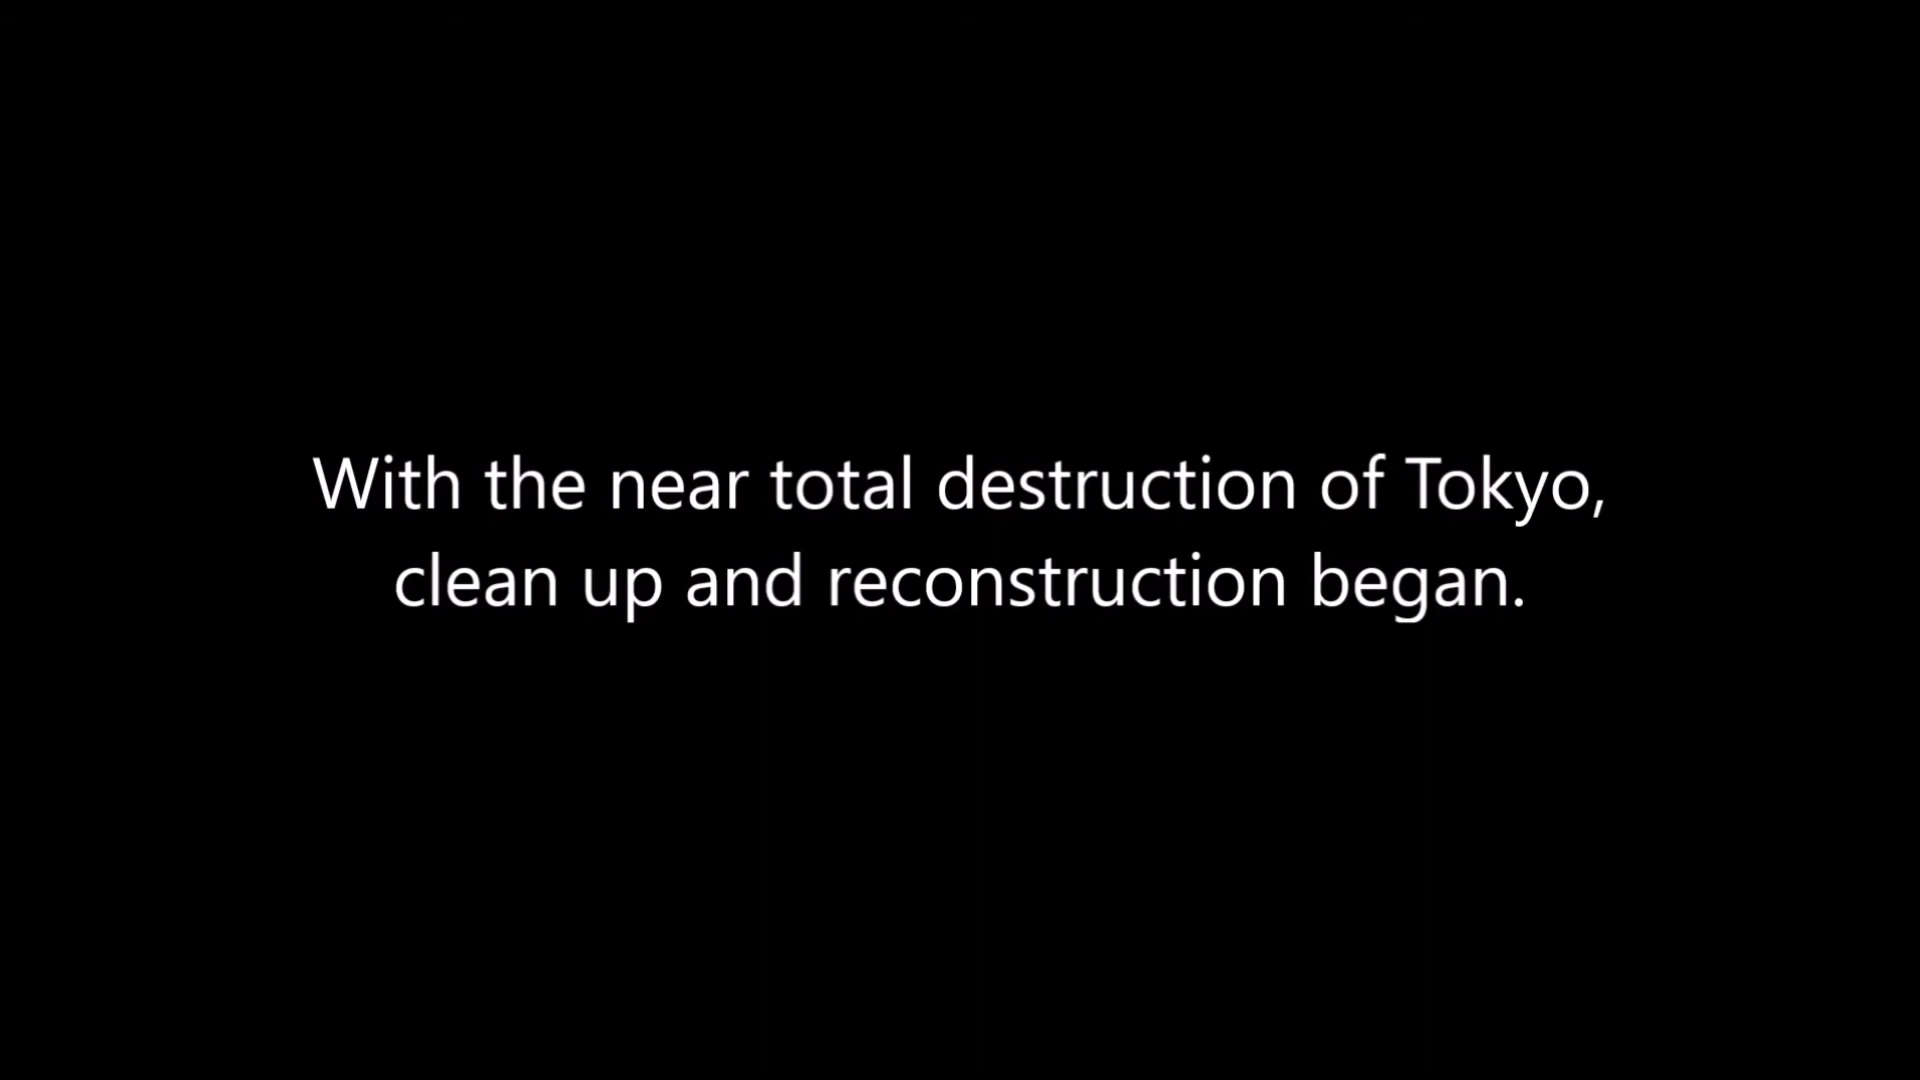 With the near total destruction of Tokyo,
clean up and reconstruction began.